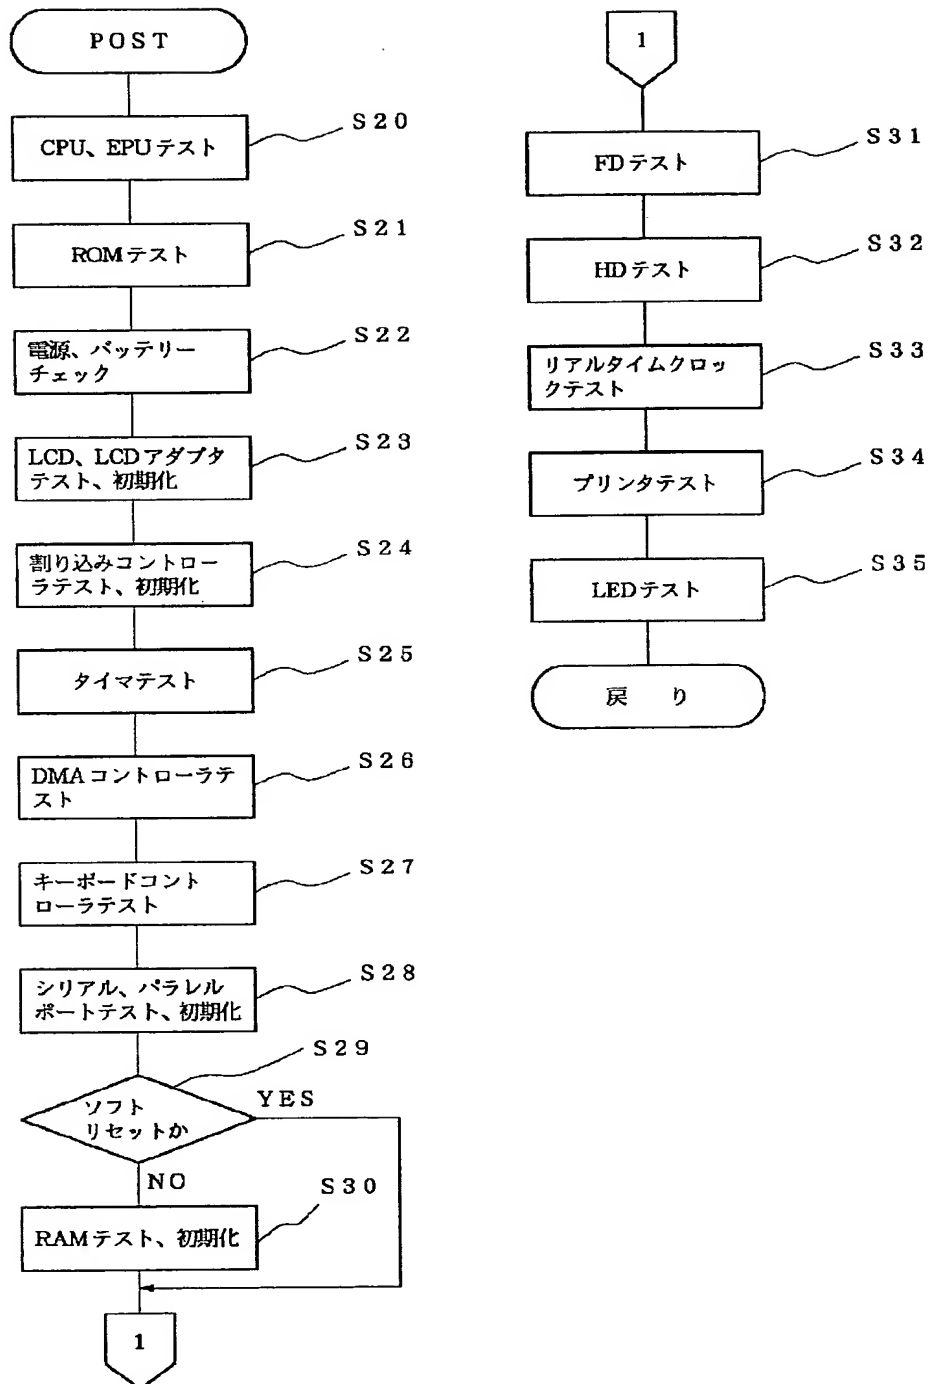 POST
S20
CPU、EPUテスト
S21
ROMテスト
S22
電源、バッテリー
チェック
S23
LCD、LCDアダプタ
テスト、初期化
S24
割り込みコントロー
ラテスト、初期化
S25
タイマテスト
S26
DMAコントローラテ
スト
S27
キーボードコント
ローラテスト
S28
シリアル、パラレル
ポートテスト、初期化
S29
ソフト
リセットか
YES
NO
S30
RAMテスト、初期化
1
1
S31
FDテスト
S32
HDテスト
S33
リアルタイムクロッ
クテスト
S34
プリンタテスト
S35
LEDテスト
戻り